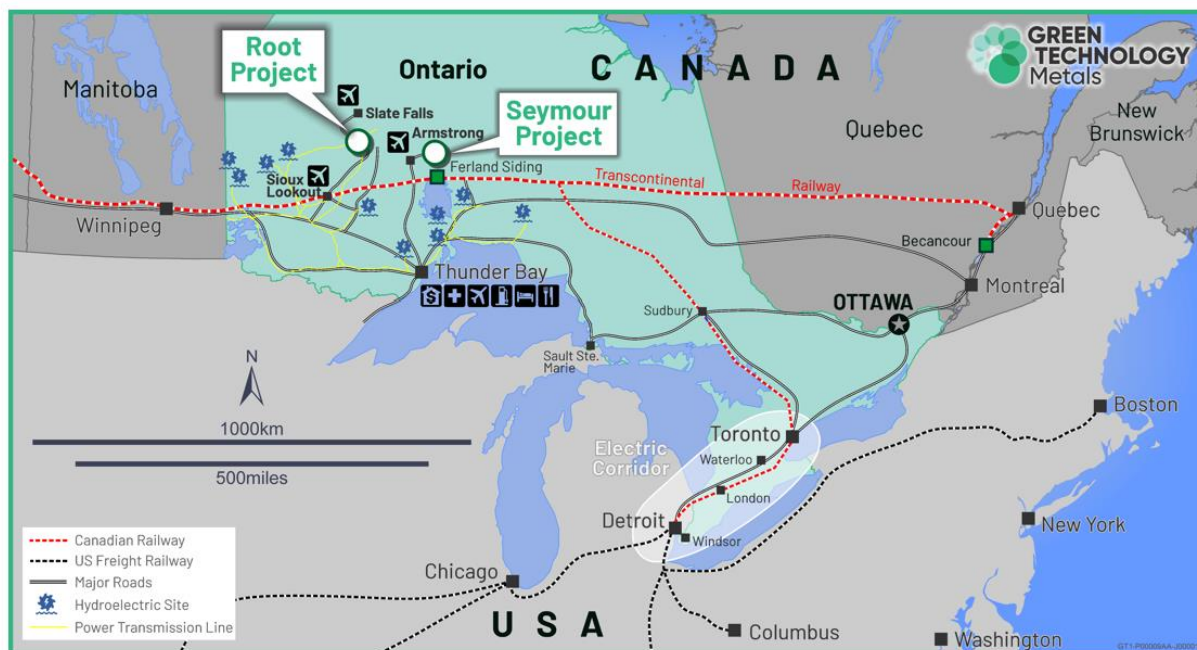 Root
Project
Ontario
CANADA
GREEN
TECHNOLOGY
Metals
Manitoba
Slate Falls
Seymour
Project
Armstrong
Quebec
New
Brunswick
Ferland Siding
Sioux
Lookout
Transcontinental
Railway
Winnipeg
Quebec
Becancour
Thunder Bay
Montreal
OTTAWA
Sudbury
Sault Ste.
Marie
N
1000km
500miles
Boston
Toronto
Electric
Corridor
Waterloo
London
Detroit
Windsor
New York
Canadian Railway
US Freight Railway
Major Roads
Hydroelectric Site
Power Transmission Line
Chicago
USA
Columbus
Washington